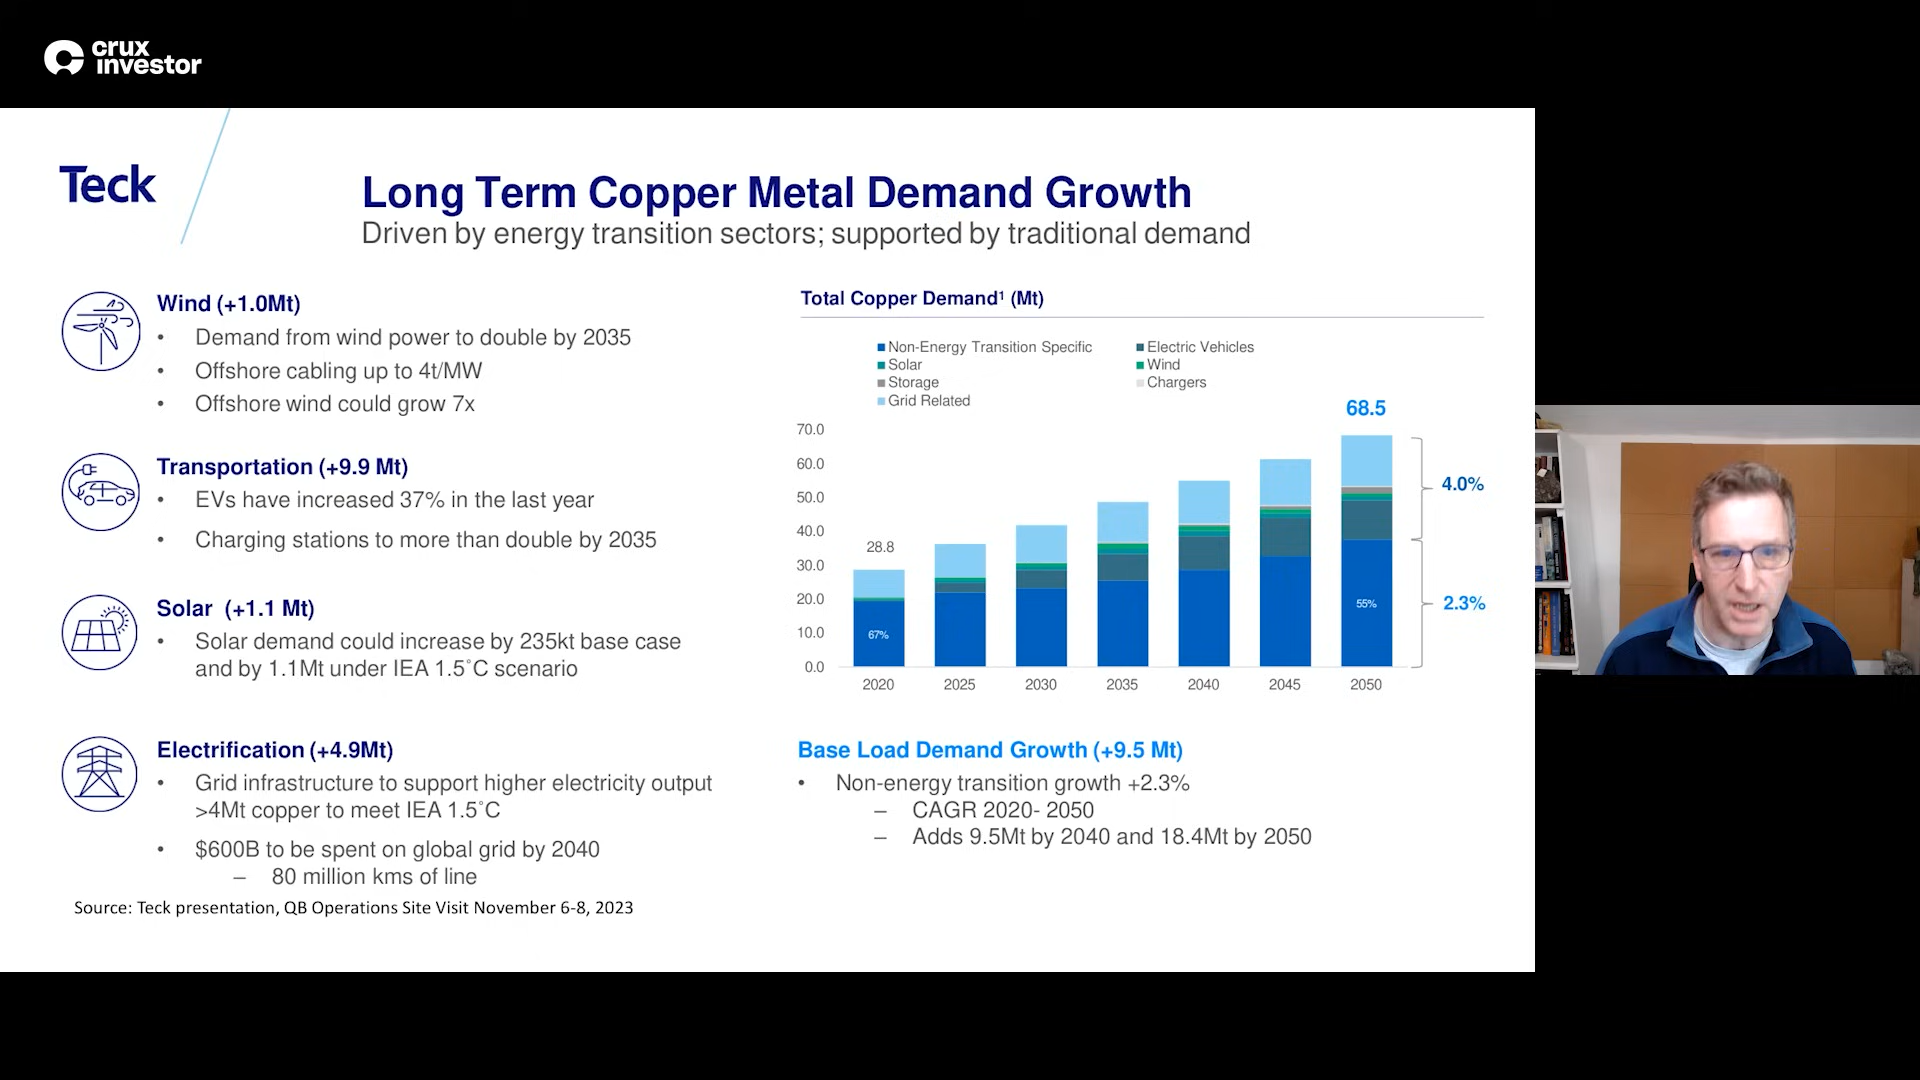 crux
investor
Teck
Long Term Copper Metal Demand Growth
Driven by energy transition sectors; supported by traditional demand
Wind (+1.0Mt)
• Demand from wind power to double by 2035
• Offshore cabling up to 4t/MW
• Offshore wind could grow 7x
Transportation (+9.9 Mt)
• EVs have increased 37% in the last year
• Charging stations to more than double by 2035
Solar (+1.1 Mt)
• Solar demand could increase by 235kt base case
and by 1.1Mt under IEA 1.5°C scenario
Electrification (+4.9Mt)
• Grid infrastructure to support higher electricity output
>4Mt copper to meet IEA 1.5°C
• $600B to be spent on global grid by 2040
– 80 million kms of line
Source: Teck presentation, QB Operations Site Visit November 6-8, 2023
Total Copper Demand¹ (Mt)
Non-Energy Transition Specific Electric Vehicles
Solar Wind
Storage Chargers
Grid Related
68.5
70.0
60.0
50.0
40.0
30.0
20.0
10.0
0.0
28.8
67%
55%
4.0%
2.3%
2020 2025 2030 2035 2040 2045 2050
Base Load Demand Growth (+9.5 Mt)
• Non-energy transition growth +2.3%
– CAGR 2020- 2050
– Adds 9.5Mt by 2040 and 18.4Mt by 2050